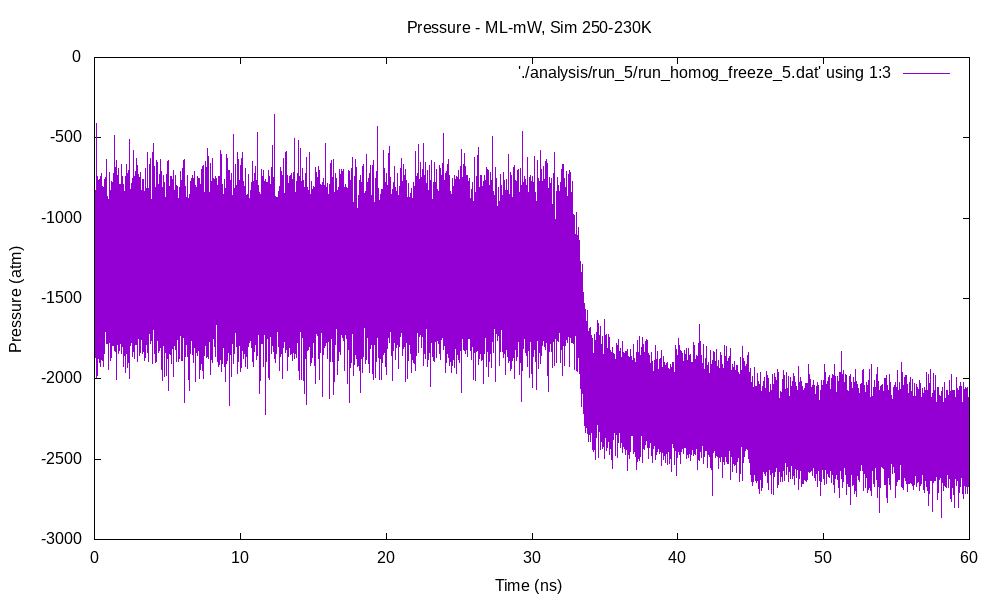 Pressure - ML-mW, Sim 250-230K
'./analysis/run_5/run_homog_freeze_5.dat' using 1:3
Pressure (atm)
0
-500
-1000
-1500
-2000
-2500
-3000
0 10 20 30 40 50 60
Time (ns)